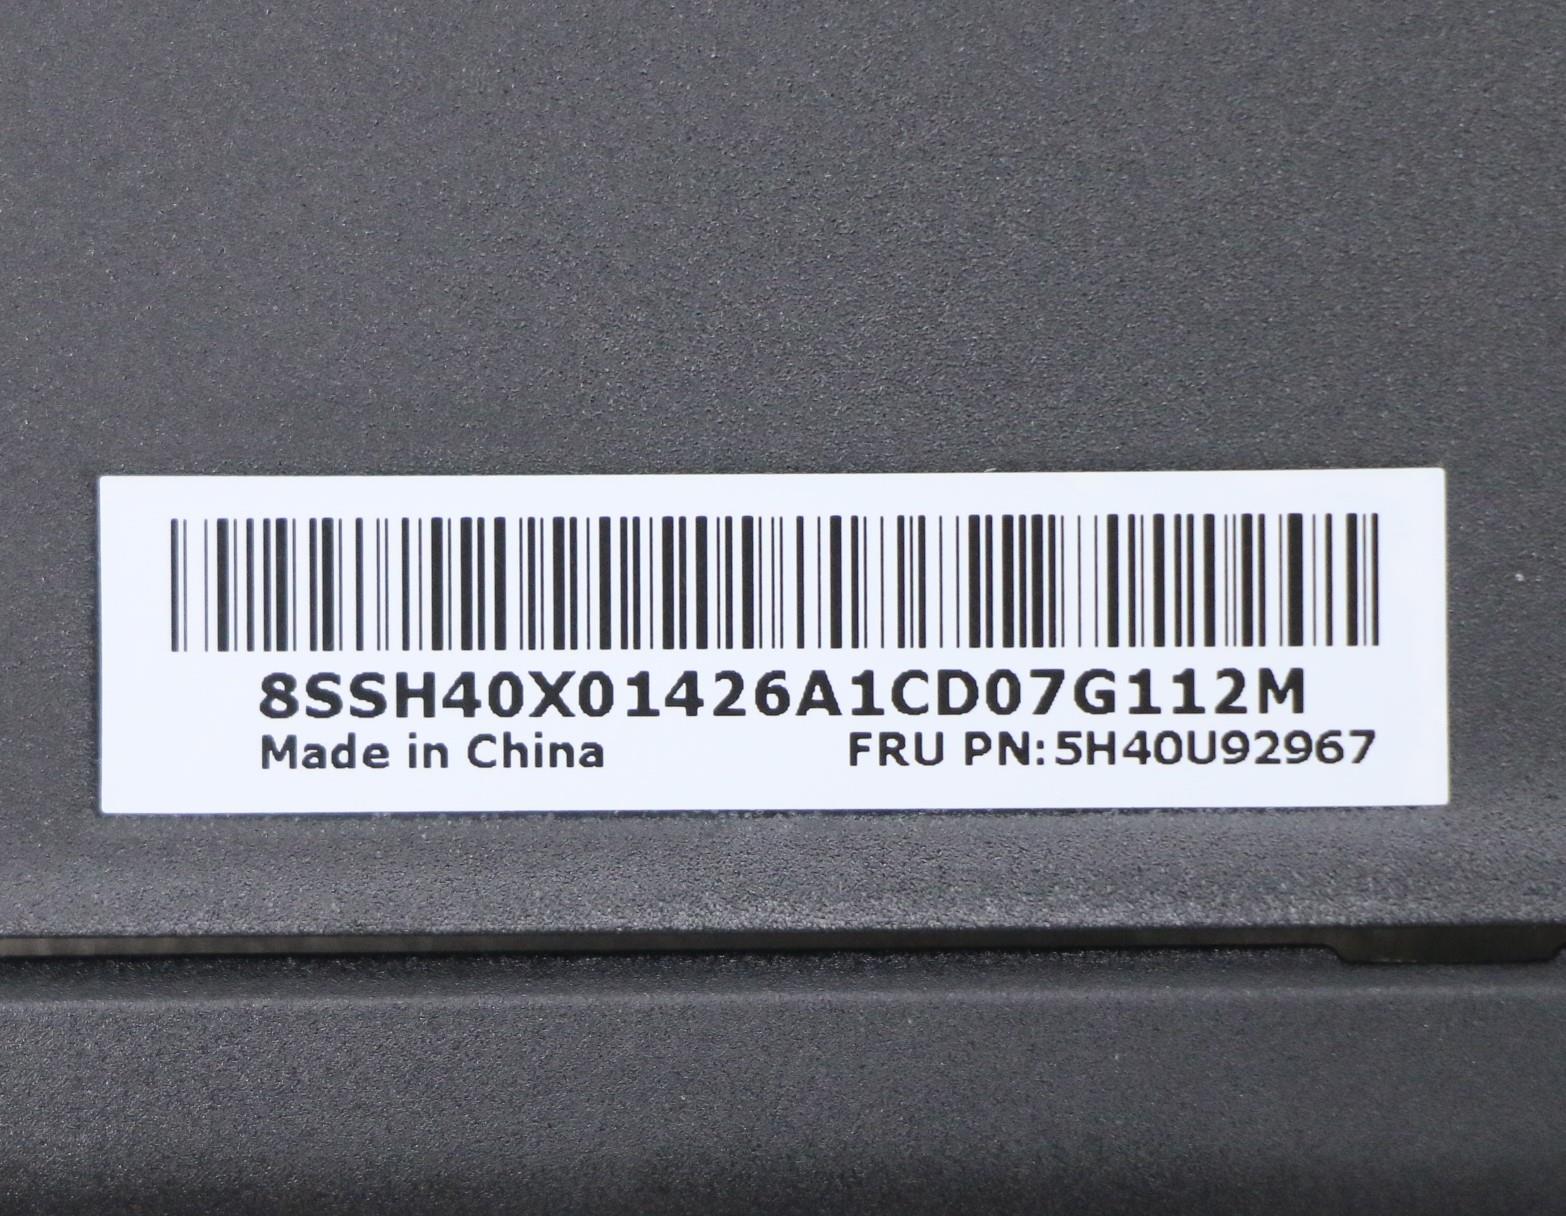 8SSH40X01426A1CD07G112M
Made in China FRU PN:5H40U92967